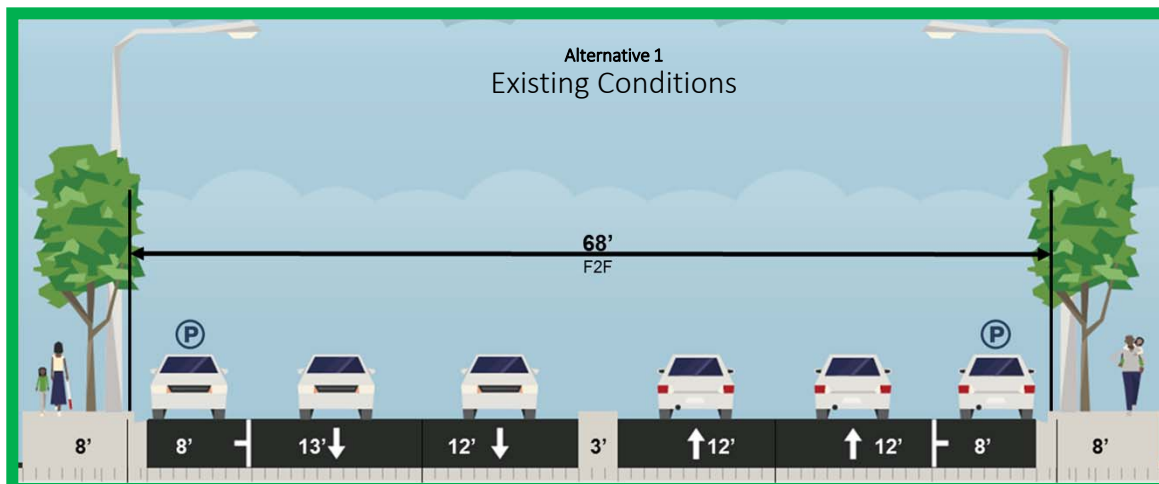 Alternative 1
Existing Conditions
68’
F2F
P
P
8’
8’
13’
12’
3’
12’
12’
8’
8’